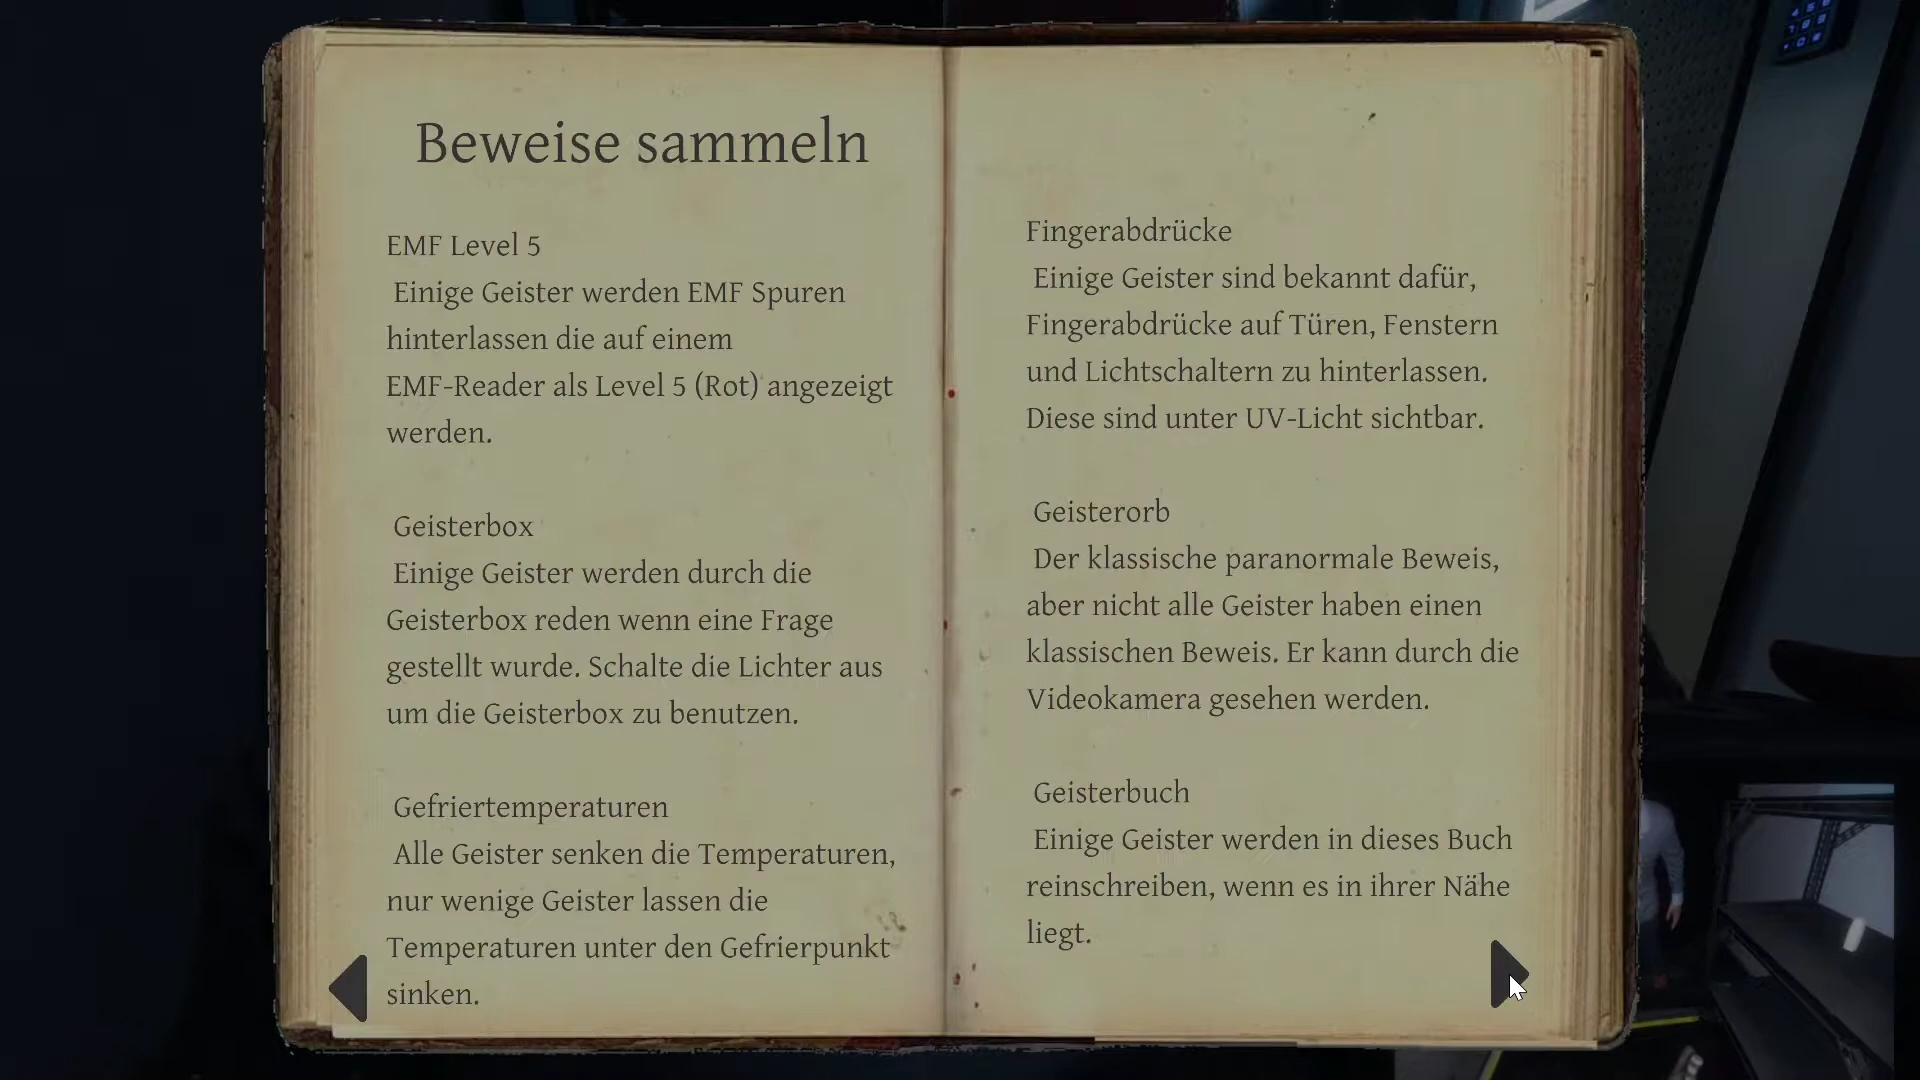 Beweise sammeln
EMF Level 5
Einige Geister werden EMF Spuren
hinterlassen die auf einem
EMF-Reader als Level 5 (Rot) angezeigt
werden.
Geisterbox
Einige Geister werden durch die
Geisterbox reden wenn eine Frage
gestellt wurde. Schalte die Lichter aus
um die Geisterbox zu benutzen.
Gefriertemperaturen
Alle Geister senken die Temperaturen,
nur wenige Geister lassen die
Temperaturen unter den Gefrierpunkt
sinken.
Fingerabdrücke
Einige Geister sind bekannt dafür,
Fingerabdrücke auf Türen, Fenstern
und Lichtschaltern zu hinterlassen.
Diese sind unter UV-Licht sichtbar.
Geisterorb
Der klassische paranormale Beweis,
aber nicht alle Geister haben einen
klassischen Beweis. Er kann durch die
Videokamera gesehen werden.
Geisterbuch
Einige Geister werden in dieses Buch
reinschreiben, wenn es in ihrer Nähe
liegt.